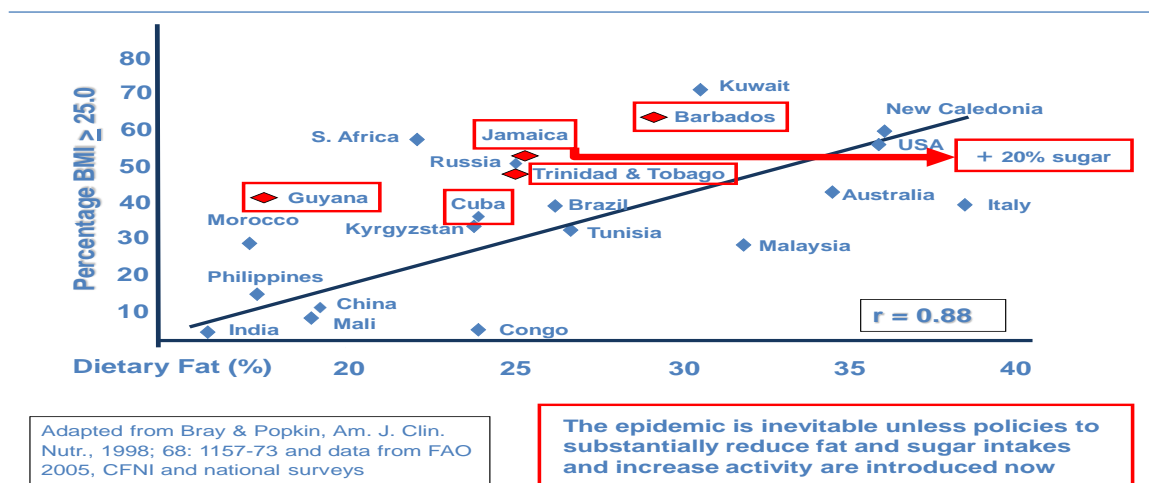 80
70
60
50
40
30
20
10
Percentage BMI ≥ 25.0
Kuwait
Barbados
New Caledonia
S. Africa
Jamaica
USA
+ 20% sugar
Russia
Trinidad & Tobago
Guyana
Cuba
Brazil
Australia
Italy
Morocco
Kyrgyzstan
Tunisia
Malaysia
Philippines
China
Mali
India
Congo
r = 0.88
Dietary Fat (%) 20 25 30 35 40
Adapted from Bray & Popkin, Am. J. Clin.
Nutr., 1998; 68: 1157-73 and data from FAO
2005, CFNI and national surveys
The epidemic is inevitable unless policies to
substantially reduce fat and sugar intakes
and increase activity are introduced now